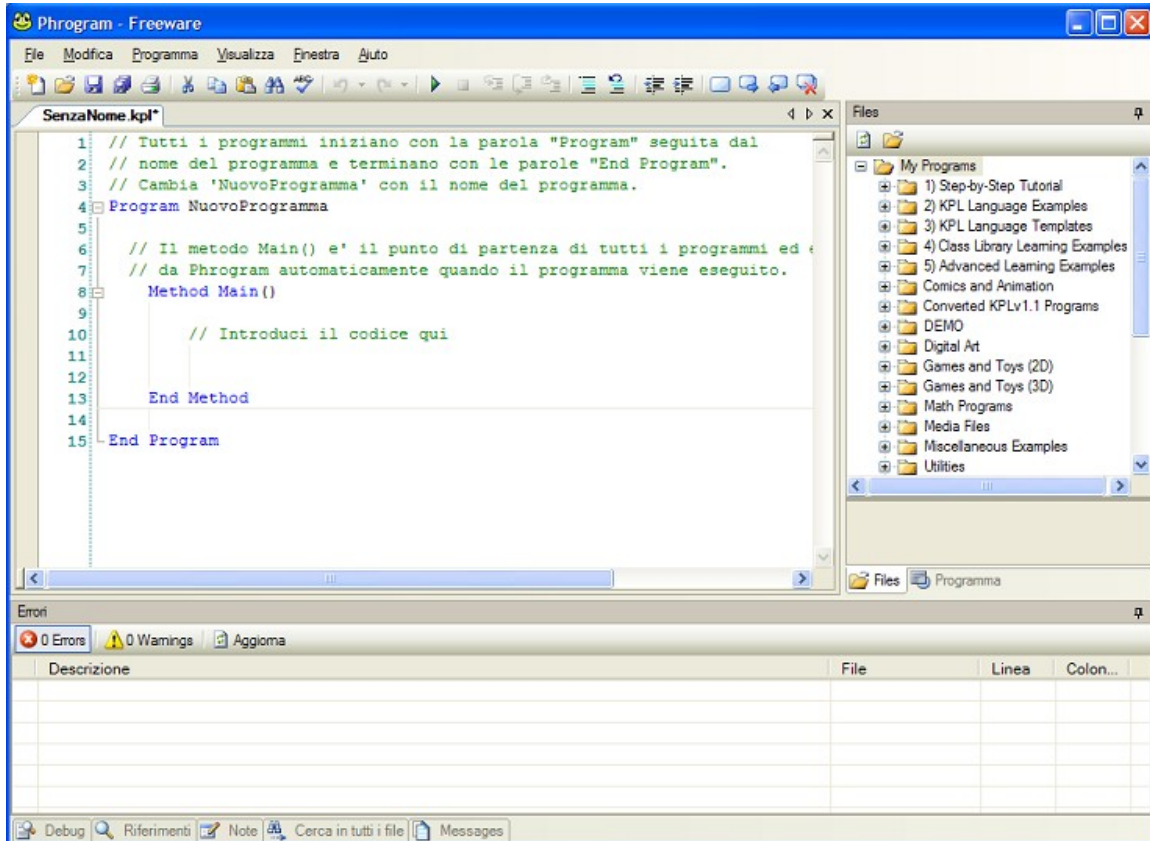 Phrogram - Freeware
File Modifica Programma Visualizza Finestra Aiuto
SenzaNome.kpl*
1 // Tutti i programmi iniziano con la parola "Program" seguita dal
2 // nome del programma e terminano con le parole "End Program".
3 // Cambia 'NuovoProgramma' con il nome del programma.
4 Program NuovoProgramma
5
6 // Il metodo Main() e' il punto di partenza di tutti i programmi ed e
7 // da Phrogram automaticamente quando il programma viene eseguito.
8 Method Main()
9
10 // Introduci il codice qui
11
12
13 End Method
14
15 End Program
Files
My Programs
1) Step-by-Step Tutorial
2) KPL Language Examples
3) KPL Language Templates
4) Class Library Learning Examples
5) Advanced Learning Examples
Comics and Animation
Converted KPLv1.1 Programs
DEMO
Digital Art
Games and Toys (2D)
Games and Toys (3D)
Math Programs
Media Files
Miscellaneous Examples
Utilities
Files Programma
Errori
0 Errors 0 Warnings Aggiorna
Descrizione File Linea Colon...
Debug Riferimenti Note Cerca in tutti i file Messages